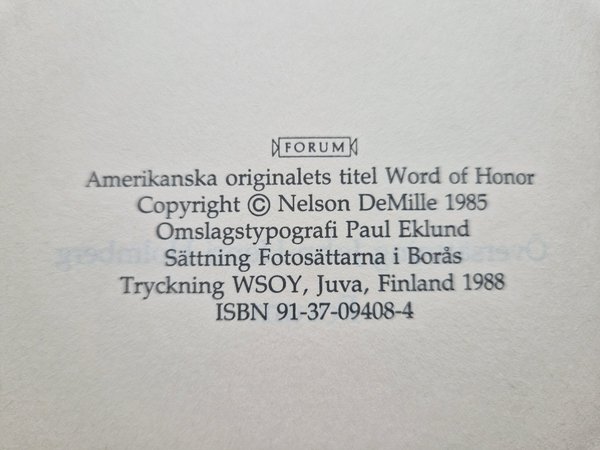 FORUM
Amerikanska originalets titel Word of Honor
Copyright © Nelson DeMille 1985
Omslagstypografi Paul Eklund
Sättning Fotosättarna i Borås
Tryckning WSOY, Juva, Finland 1988
ISBN 91-37-09408-4